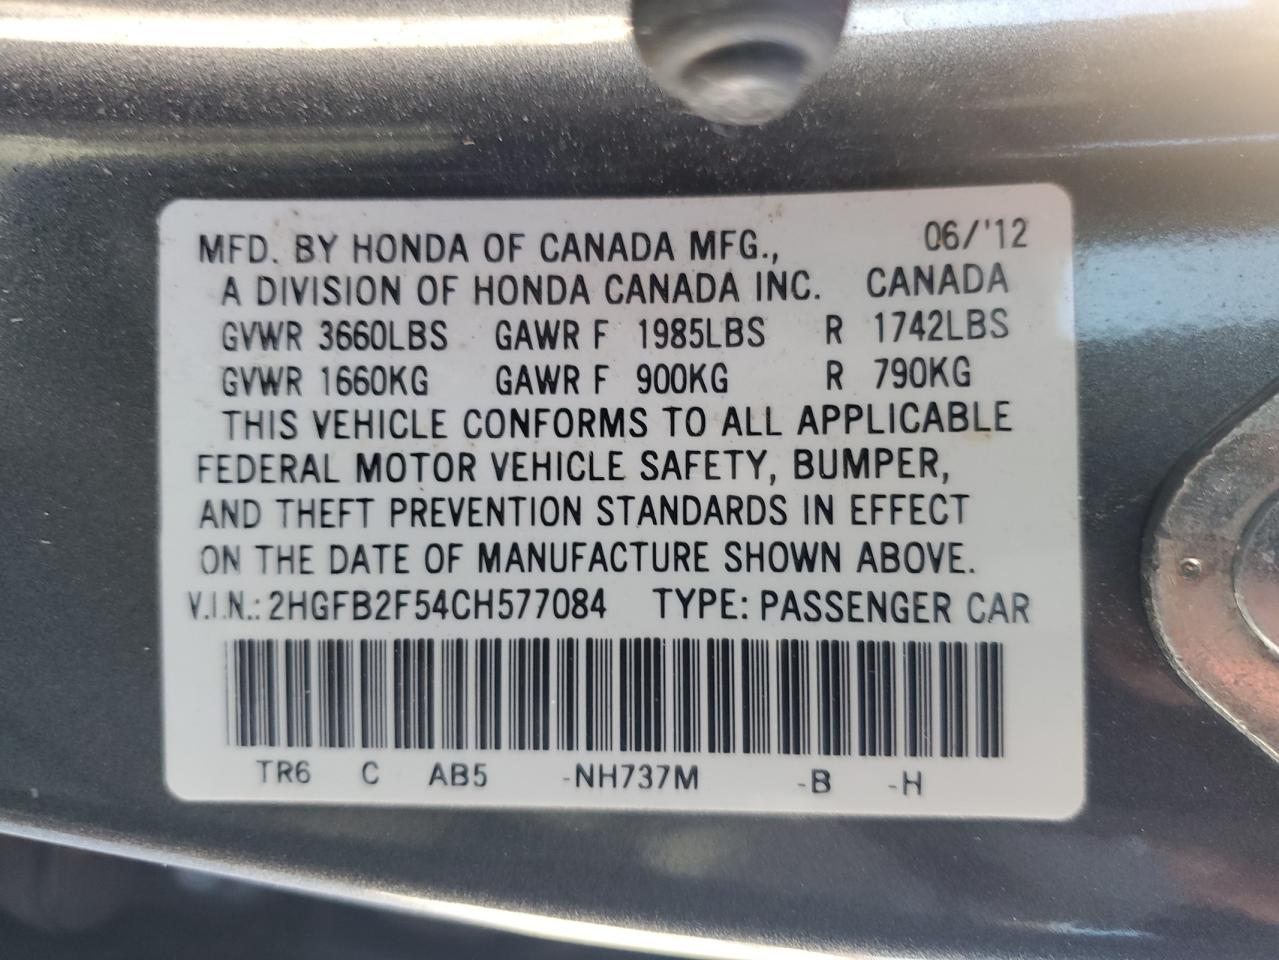 MFD. BY HONDA OF CANADA MFG., 06/'12
A DIVISION OF HONDA CANADA INC. CANADA
GVWR 3660LBS GAWR F 1985LBS R 1742LBS
GVWR 1660KG GAWR F 900KG R 790KG
THIS VEHICLE CONFORMS TO ALL APPLICABLE
FEDERAL MOTOR VEHICLE SAFETY, BUMPER,
AND THEFT PREVENTION STANDARDS IN EFFECT
ON THE DATE OF MANUFACTURE SHOWN ABOVE.
V.I.N.: 2HGFB2F54CH577084 TYPE: PASSENGER CAR
TR6 C AB5 -NH737M -B -H